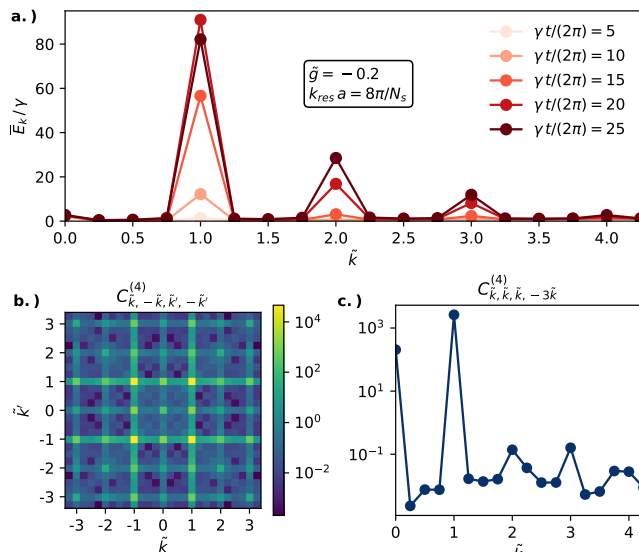 a.)
80
60
40
20
0
E̅_k/γ
0.0 0.5 1.0 1.5 2.0 2.5 3.0 3.5 4.0
k̃
g̃ = −0.2
k_res a = 8π/N_s
γ t/(2π) = 5
γ t/(2π) = 10
γ t/(2π) = 15
γ t/(2π) = 20
γ t/(2π) = 25
b.)
C^(4)_k̃, −k̃, k̃′, −k̃′
3
2
1
0
-1
-2
-3
k̃′
-3 -2 -1 0 1 2 3
k̃
10^4
10^2
10^0
10^−2
c.)
C^(4)_k̃, k̃, k̃, −3k̃
10^3
10^1
10^−1
0 1 2 3 4